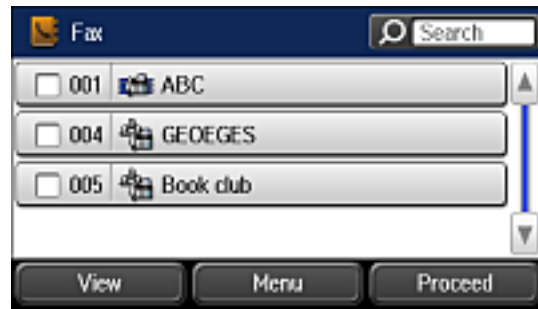 Fax
Search
001 ABC
004 GEOEGES
005 Book club
View
Menu
Proceed